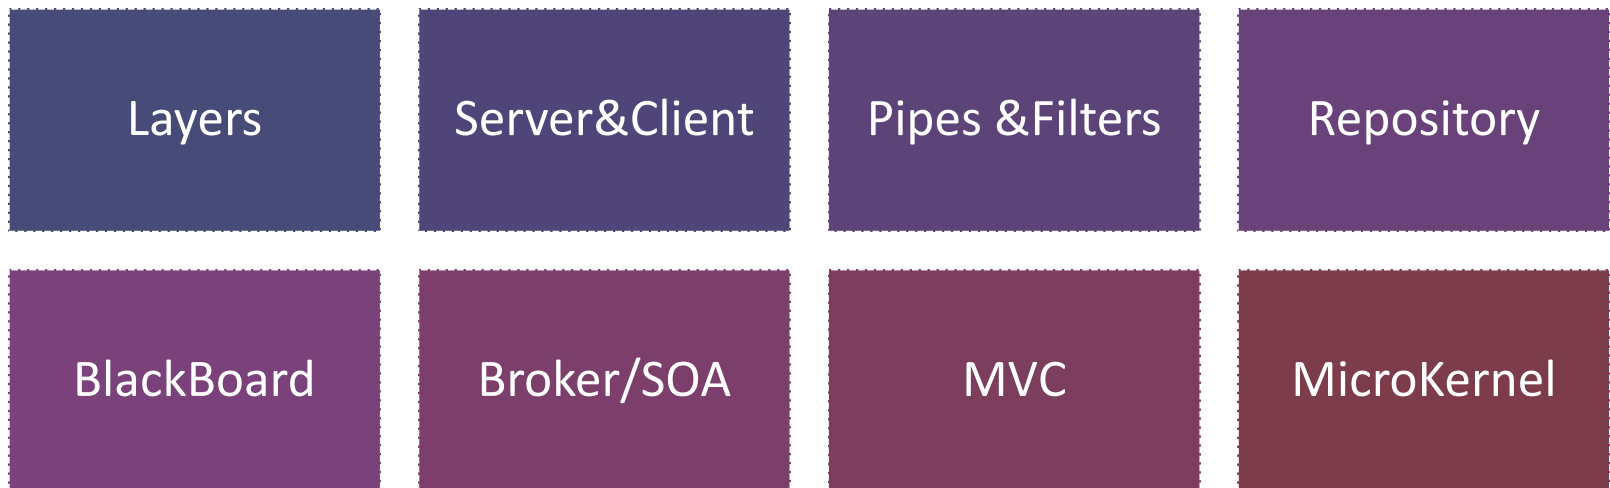 Layers
Server&Client
Pipes &Filters
Repository
BlackBoard
Broker/SOA
MVC
MicroKernel